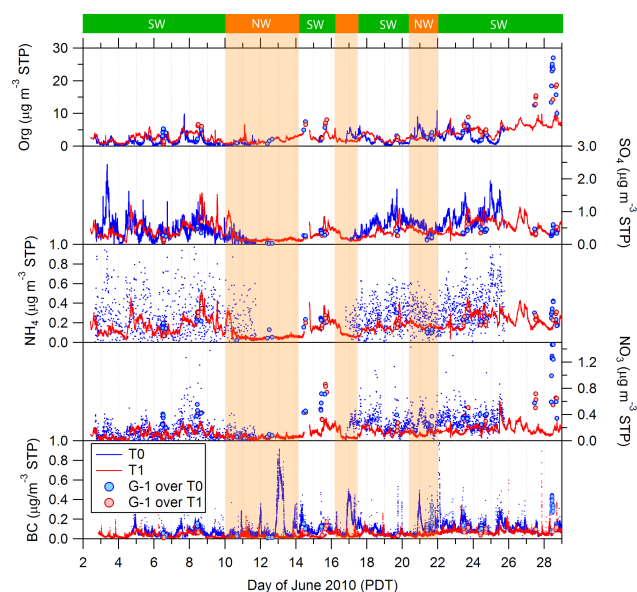 SW NW SW SW NW SW
30
20
10
0
Org (µg m⁻³ STP)
3.0
2.0
1.0
0.0
SO₄ (µg m⁻³ STP)
1.0
0.8
0.6
0.4
0.2
0.0
NH₄ (µg m⁻³ STP)
1.2
0.8
0.4
0.0
NO₃ (µg m⁻³ STP)
1.0
0.8
0.6
0.4
0.2
0.0
BC (µg/m⁻³ STP)
T0
T1
G-1 over T0
G-1 over T1
2 4 6 8 10 12 14 16 18 20 22 24 26 28
Day of June 2010 (PDT)